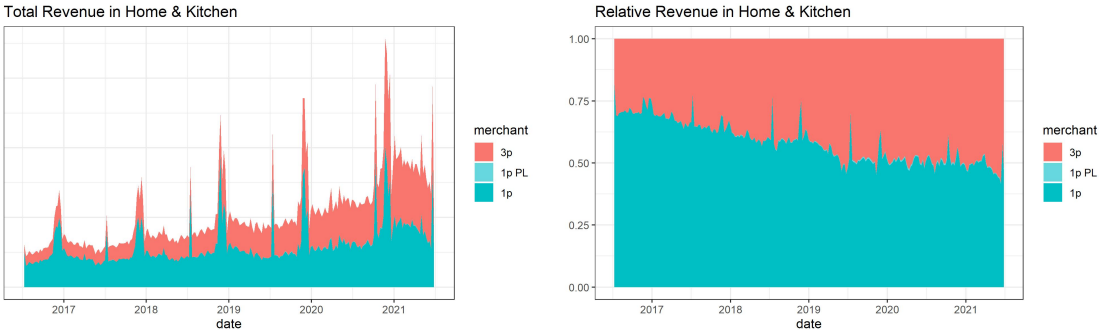 Total Revenue in Home & Kitchen
merchant
3p
1p PL
1p
2017 2018 2019 2020 2021
date
Relative Revenue in Home & Kitchen
1.00
0.75
0.50
0.25
0.00
merchant
3p
1p PL
1p
2017 2018 2019 2020 2021
date